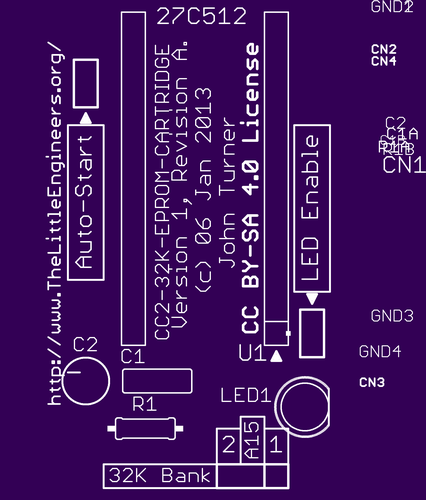 27C512
GND2
CN2
CN4
http://www.TheLittleEngineers.org/
Auto-Start
CC2-32K-EPROM-CARTRIDGE
Version 1, Revision A.
(c) 06 Jan 2013
John Turner
CC BY-SA 4.0 License
LED Enable
C2
C1A
R1B
CN1
GND3
GND4
CN3
C2
C1
U1
R1
LED1
2
A15
1
32K Bank